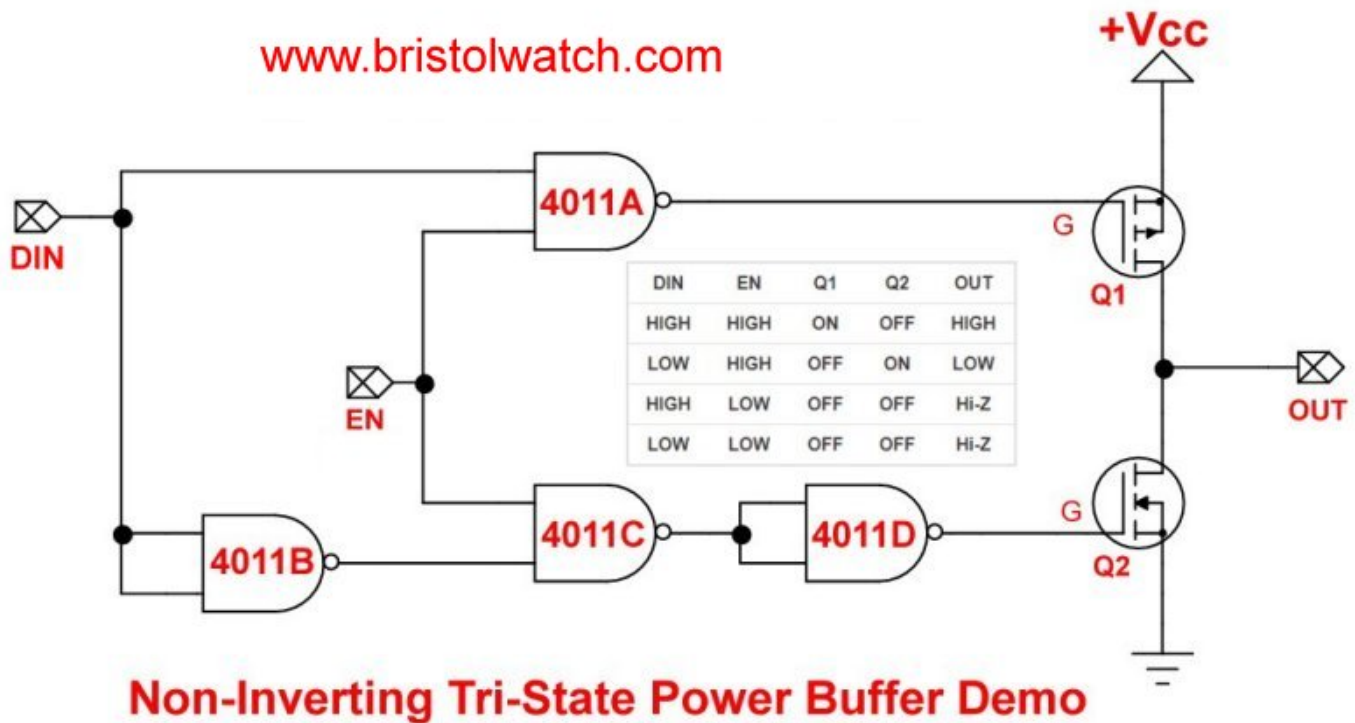 www.bristolwatch.com
+Vcc
4011A
DIN
G
Q1
DIN EN Q1 Q2 OUT
HIGH HIGH ON OFF HIGH
LOW HIGH OFF ON LOW
HIGH LOW OFF OFF Hi-Z
LOW LOW OFF OFF Hi-Z
EN
OUT
4011B
4011C
4011D
G
Q2
Non-Inverting Tri-State Power Buffer Demo